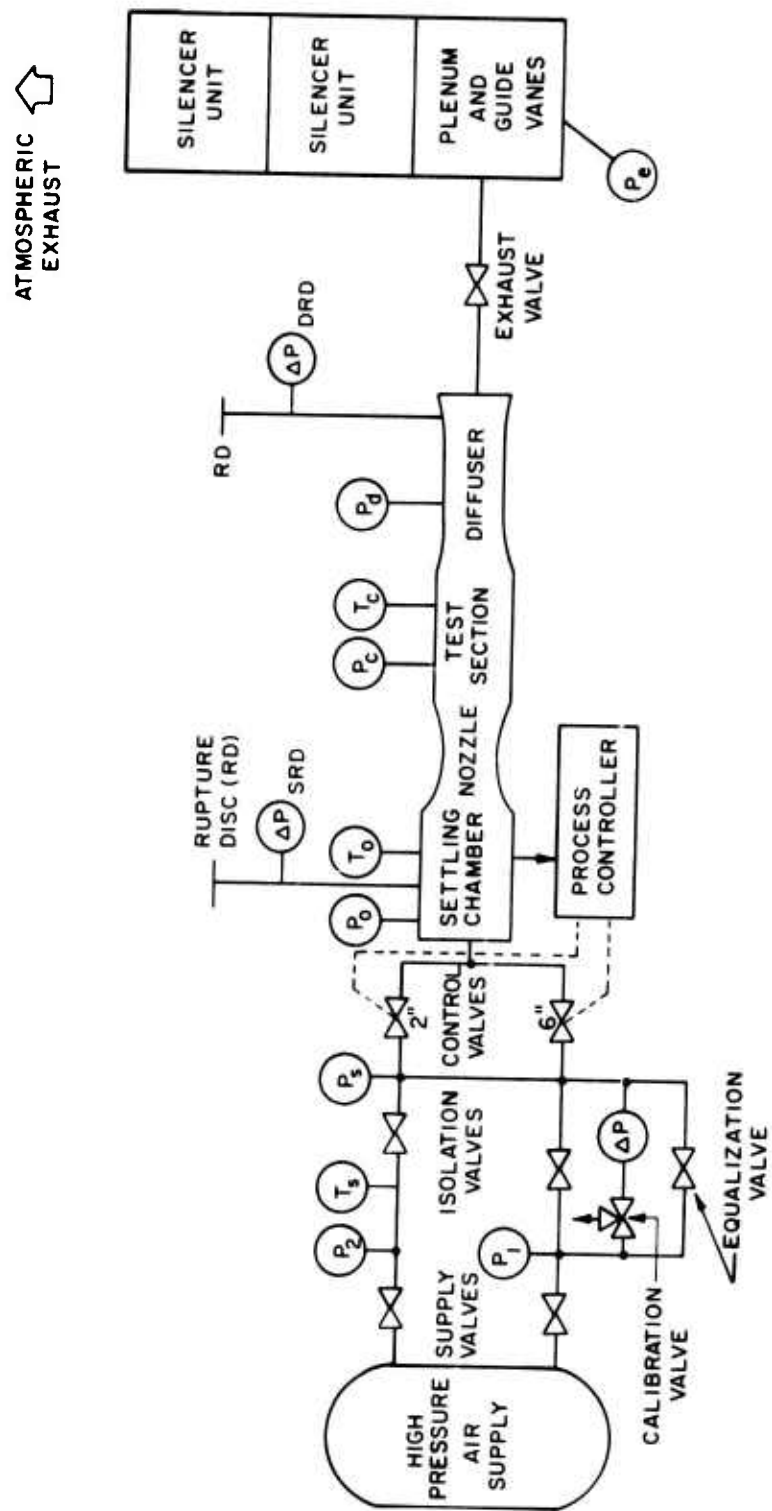 HIGH
PRESSURE
AIR
SUPPLY
SUPPLY
VALVES
P2
Ts
P1
ISOLATION
VALVES
Ps
ΔP
CALIBRATION
VALVE
EQUALIZATION
VALVE
2"
CONTROL
VALVES
6"
PROCESS
CONTROLLER
Po
To
RUPTURE
DISC (RD)
ΔP
SRD
SETTLING
CHAMBER
NOZZLE
Pc
Tc
TEST
SECTION
Pd
DIFFUSER
RD
ΔP
DRD
EXHAUST
VALVE
SILENCER
UNIT
SILENCER
UNIT
PLENUM
AND
GUIDE
VANES
Pe
ATMOSPHERIC
EXHAUST